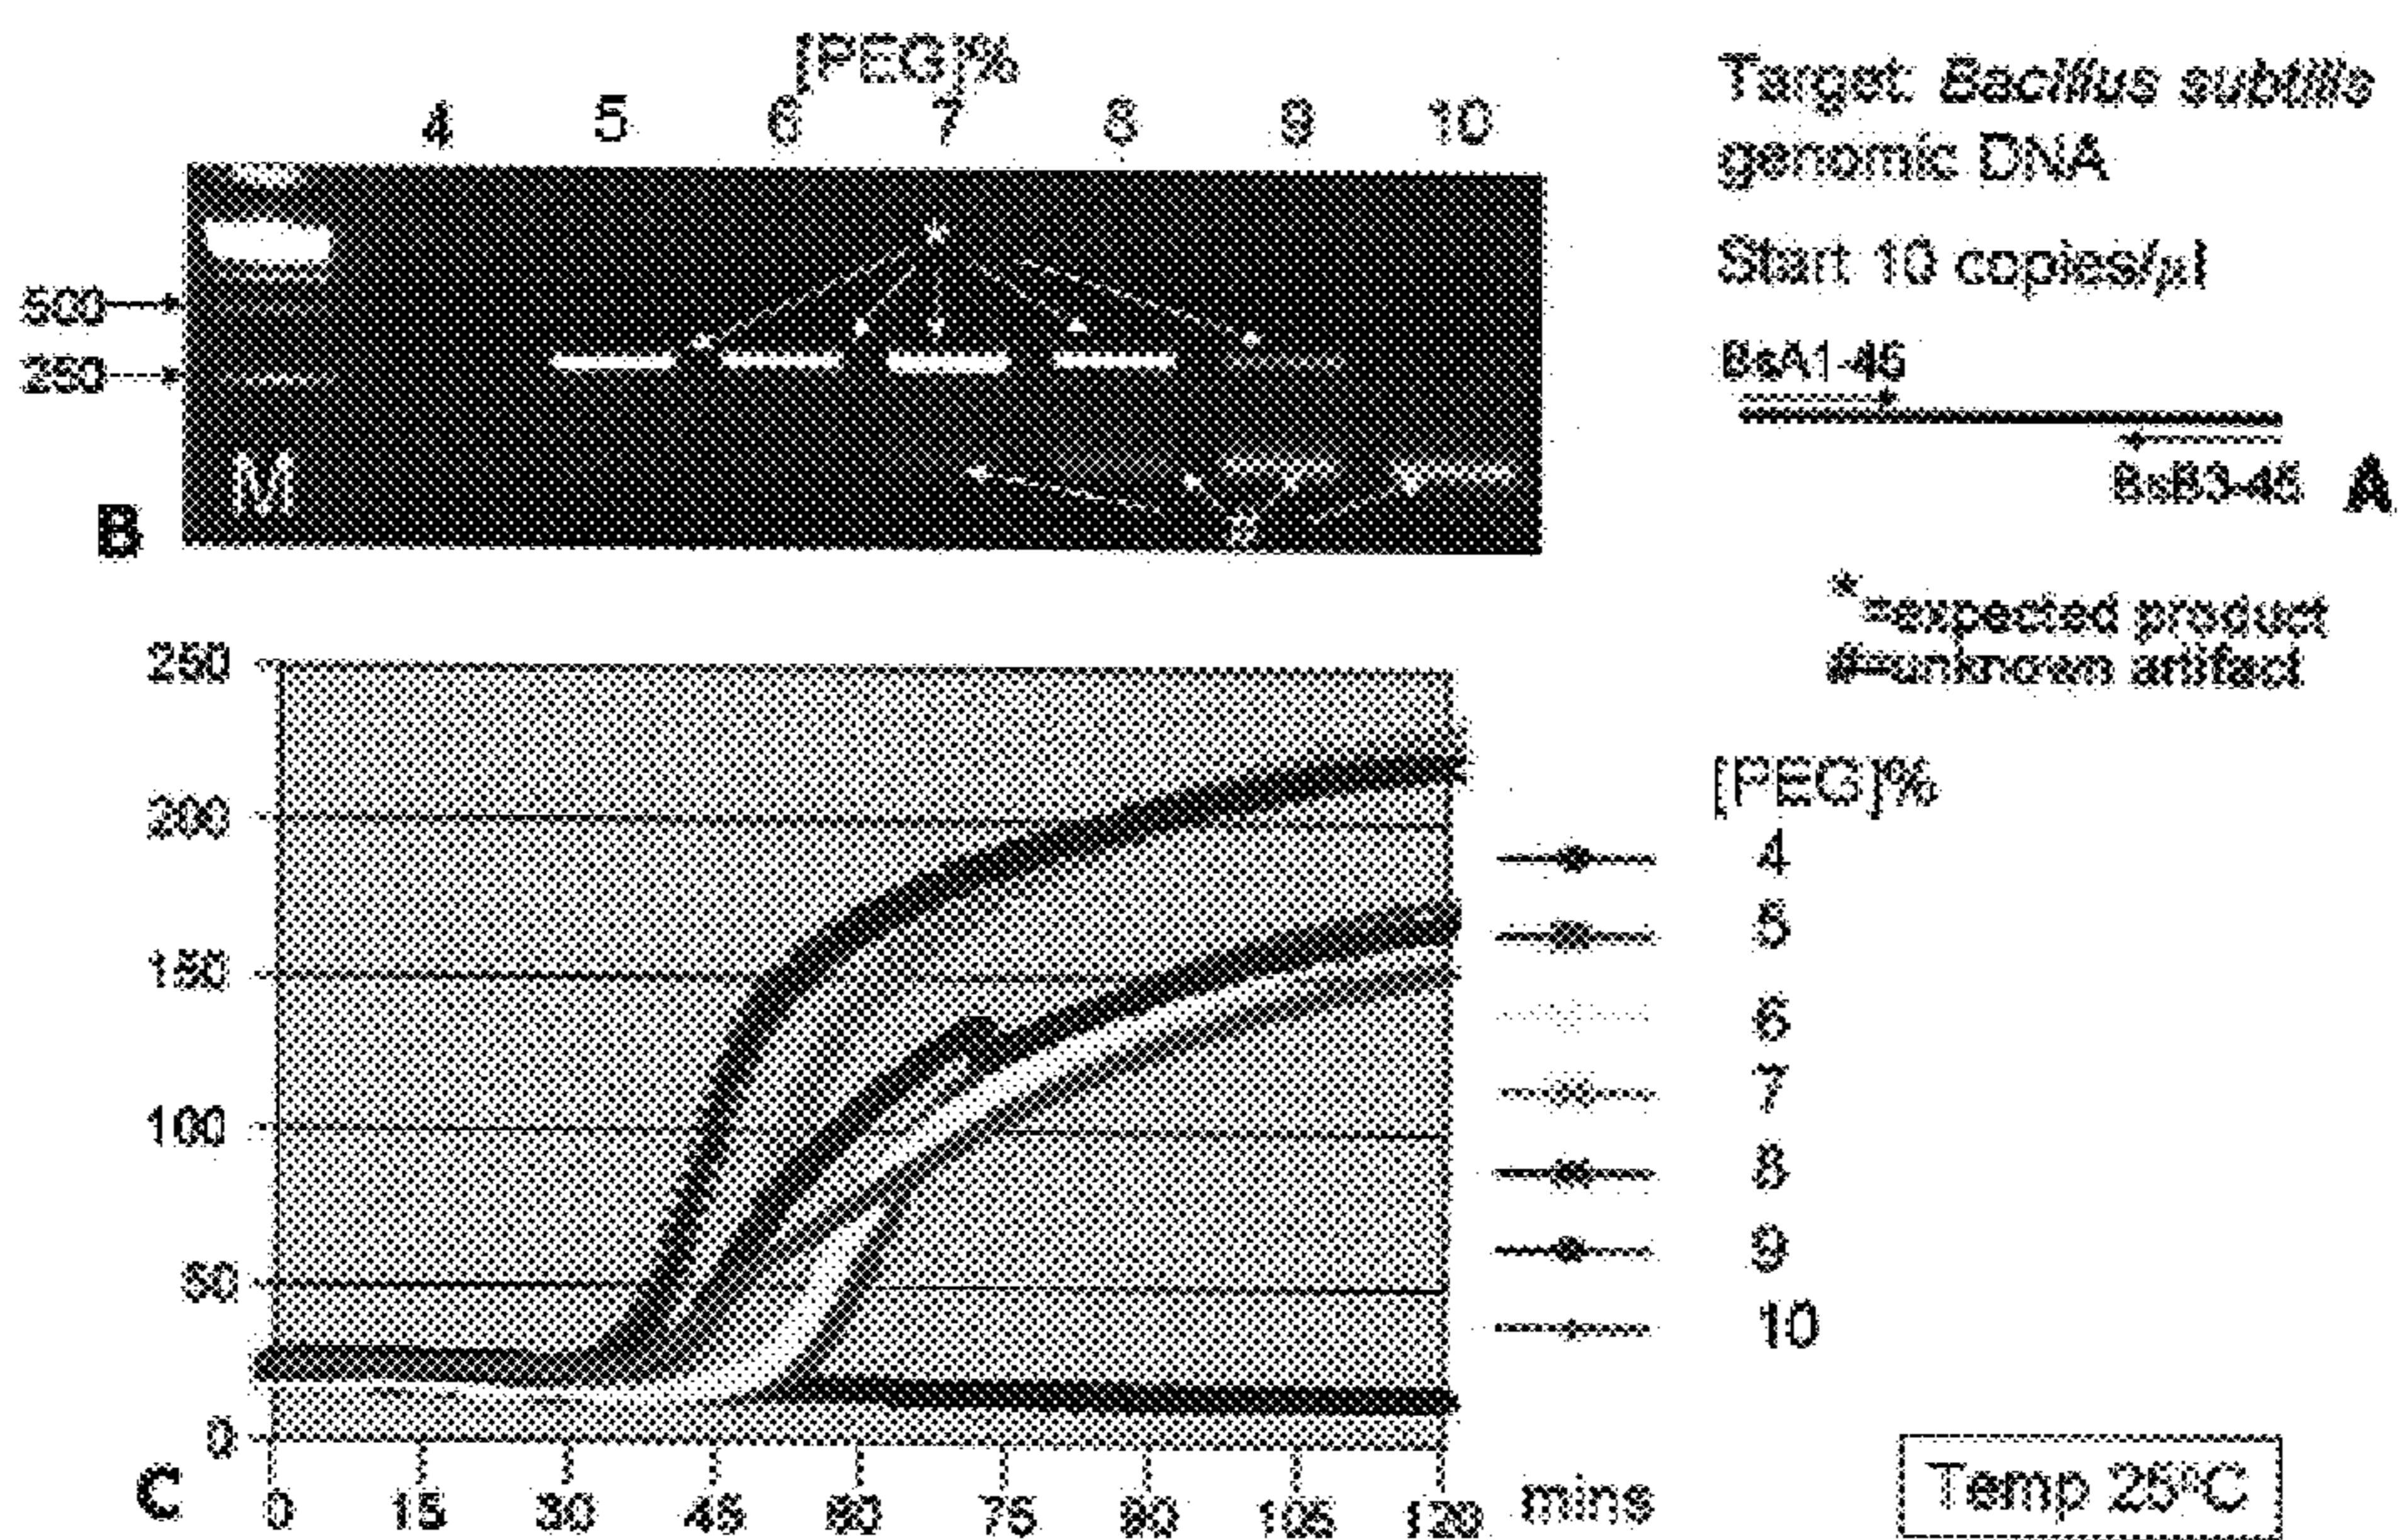 [PEG]%
4 5 6 7 8 9 10
*
500
250
M
#
B
Target: Bacillus subtilis
genomic DNA
Start 10 copies/µl
BsA1-45
BsB3-45
A
*=expected product
#=unknown artifact
250
200
150
100
50
0
0 15 30 45 60 75 90 105 120 mins
C
[PEG]%
4
5
6
7
8
9
10
Temp 25ºC